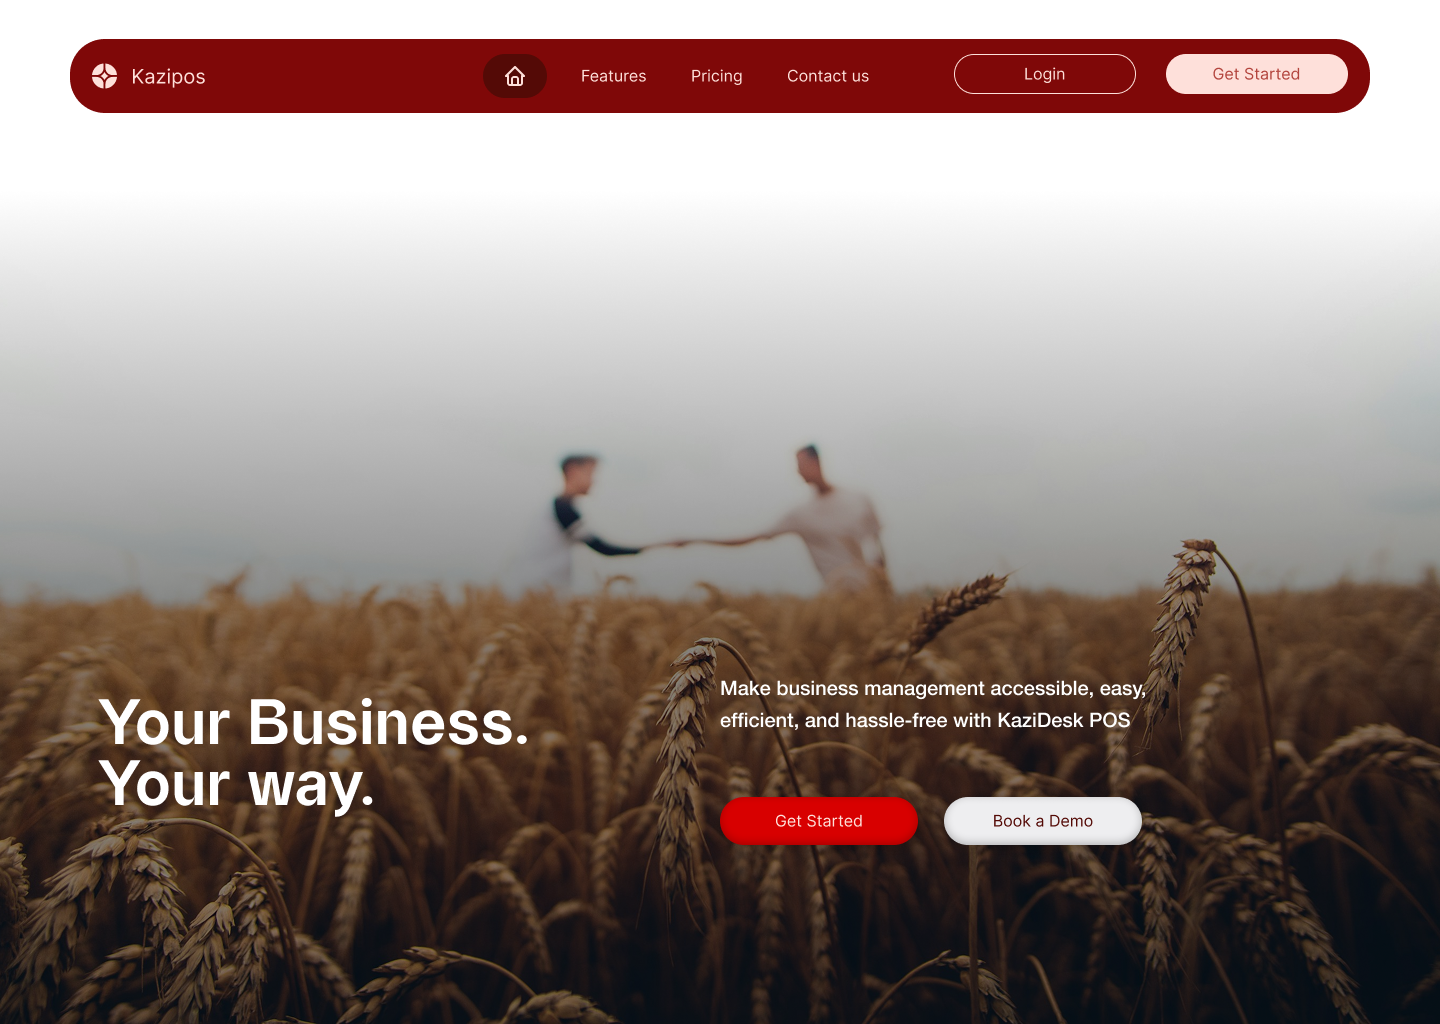 Kazipos
Features
Pricing
Contact us
Login
Get Started
Your Business.
Your way.
Make business management accessible, easy,
efficient, and hassle-free with KaziDesk POS
Get Started
Book a Demo